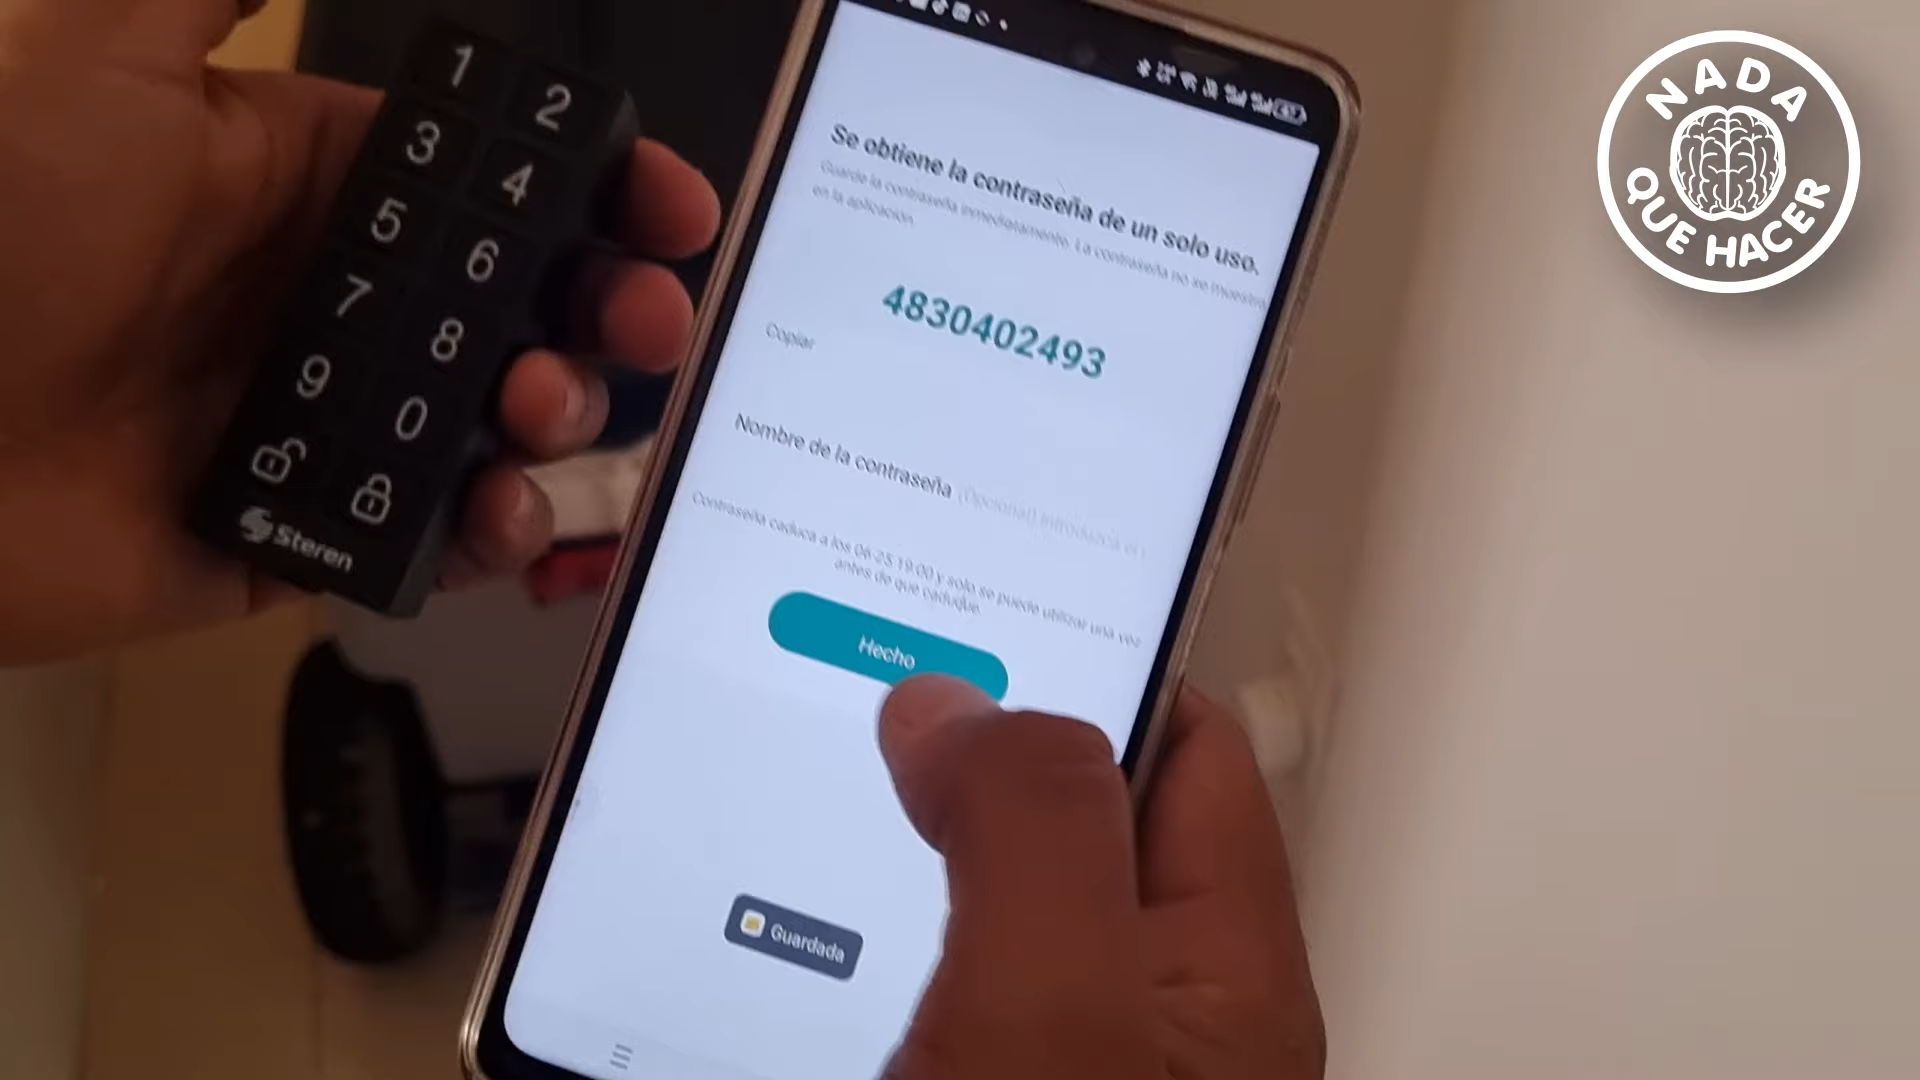 NADA
QUE HACER
1 2
3 4
5 6
7 8
9 0
Steren
Se obtiene la contraseña de un solo uso.
Guarde la contraseña inmediatamente. La contraseña no se muestra
en la aplicación.
4830402493
Copiar
Nombre de la contraseña (Opcional) Introduzca
Contraseña caduca a los 06-25 19:00 y solo se puede utilizar una vez
antes de que caduque.
Hecho
Guardada